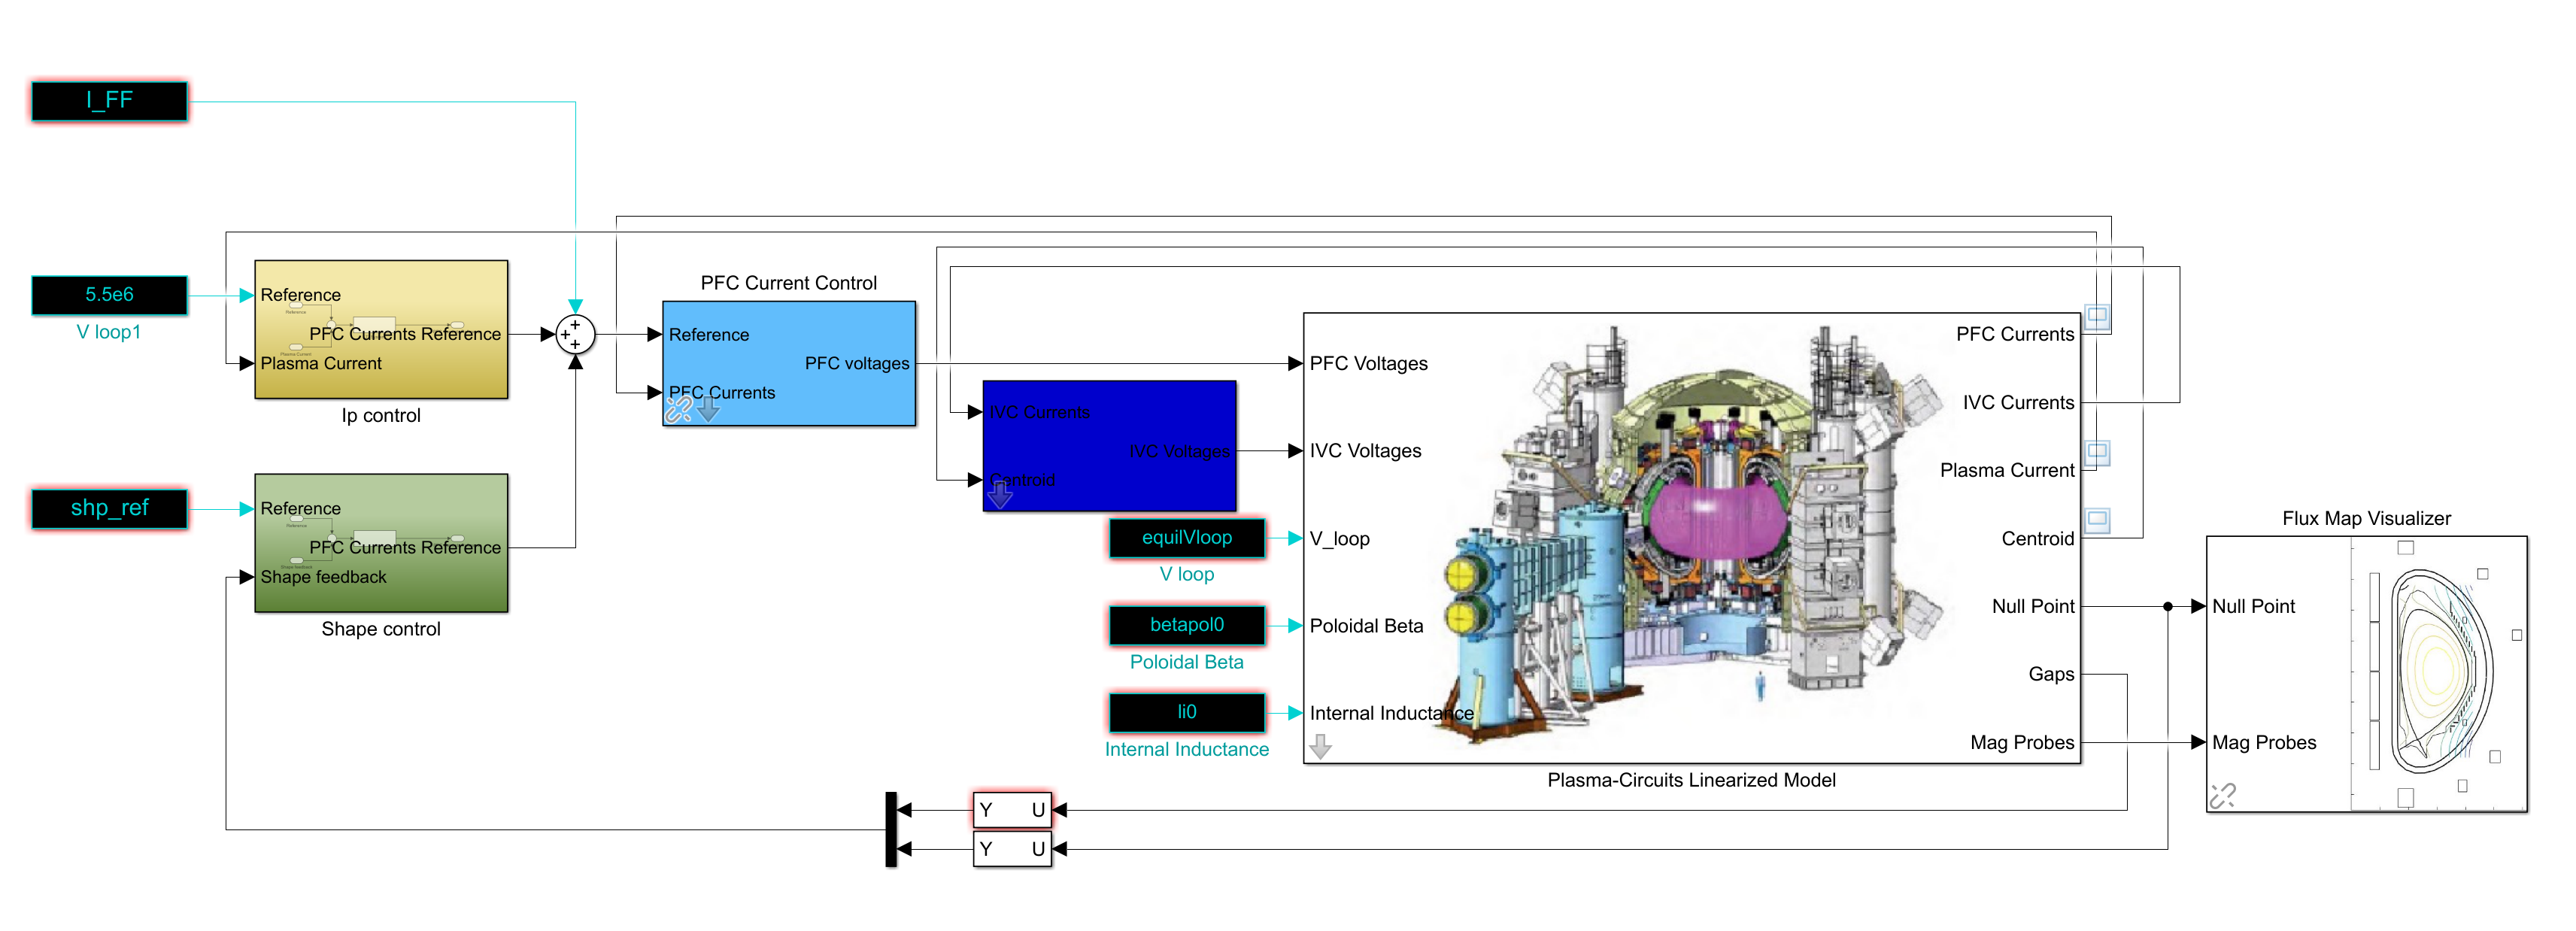 I_FF
5.5e6
V loop1
Reference
PFC Currents Reference
Plasma Current
Ip control
shp_ref
Reference
PFC Currents Reference
Shape feedback
Shape control
+
+
+
PFC Current Control
Reference
PFC voltages
PFC Currents
IVC Currents
IVC Voltages
Centroid
equilVloop
V loop
betapol0
Poloidal Beta
li0
Internal Inductance
PFC Voltages
IVC Voltages
V_loop
Poloidal Beta
Internal Inductance
PFC Currents
IVC Currents
Plasma Current
Centroid
Null Point
Gaps
Mag Probes
Plasma-Circuits Linearized Model
Flux Map Visualizer
Null Point
Mag Probes
Y U
Y U